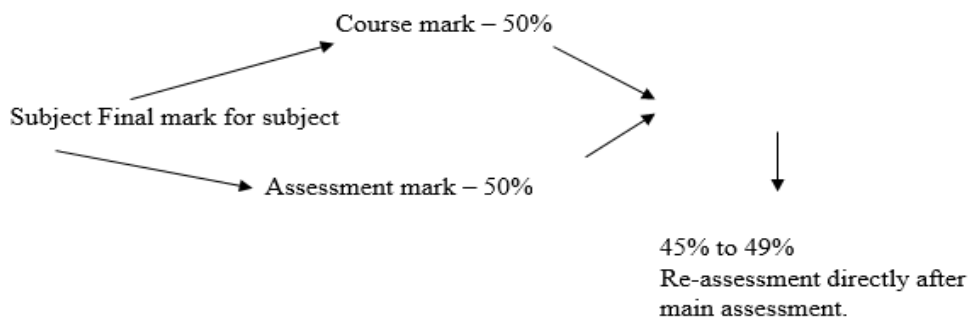 Course mark – 50%
Subject Final mark for subject
Assessment mark – 50%
45% to 49%
Re-assessment directly after
main assessment.